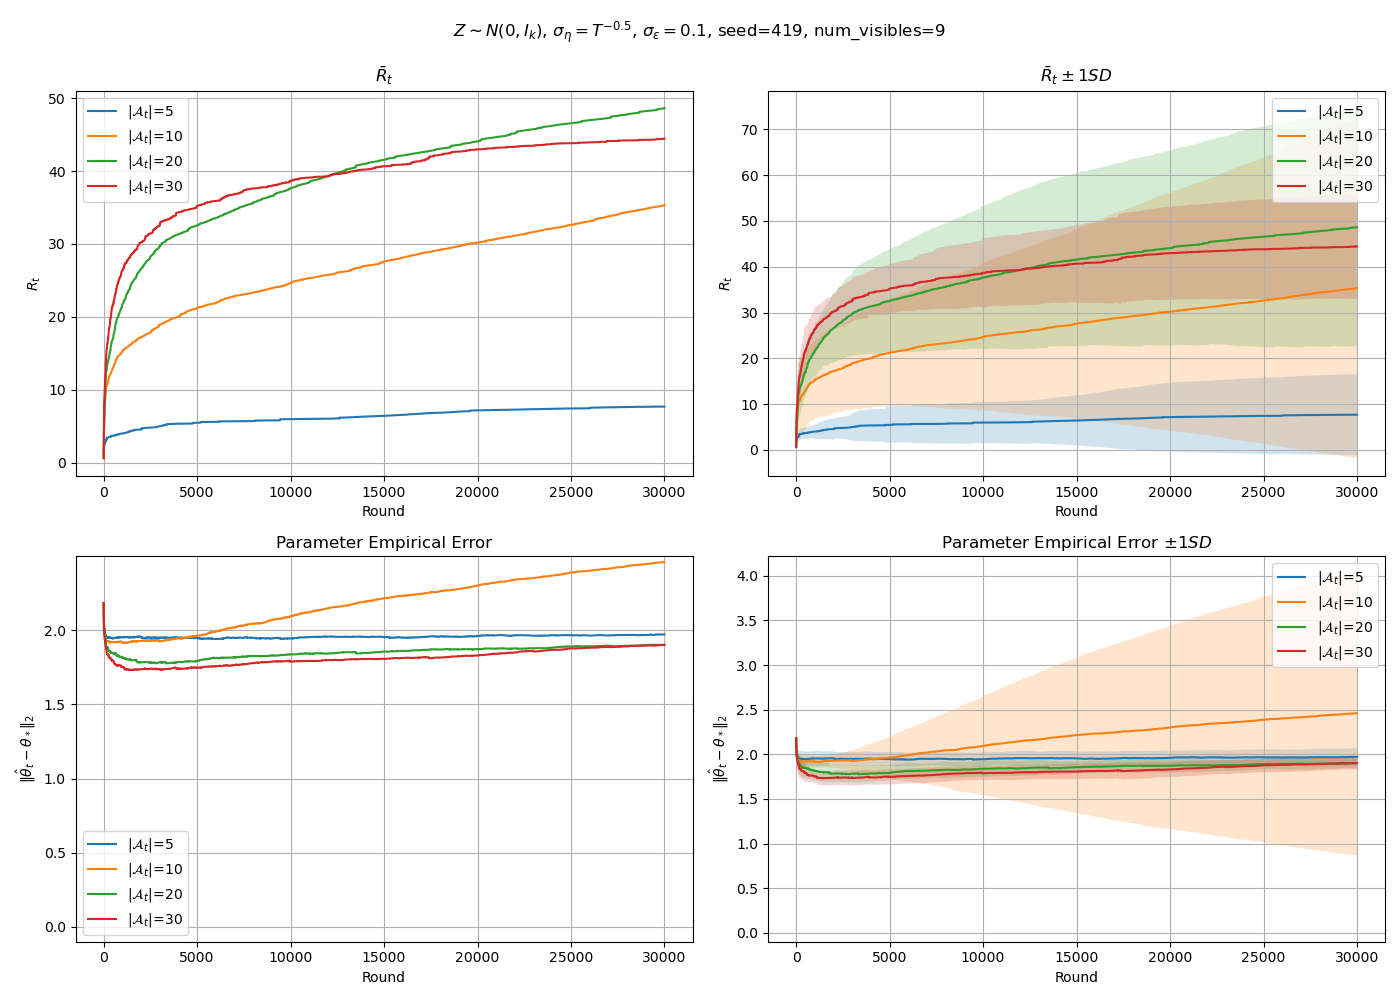 Z ∼ N(0, I_k), σ_η = T^{−0.5}, σ_ε = 0.1, seed=419, num_visibles=9
R̄_t
R_t
50
40
30
20
10
0
|𝒜_t|=5
|𝒜_t|=10
|𝒜_t|=20
|𝒜_t|=30
0 5000 10000 15000 20000 25000 30000
Round
R̄_t ± 1SD
R_t
70
60
50
40
30
20
10
0
|𝒜_t|=5
|𝒜_t|=10
|𝒜_t|=20
|𝒜_t|=30
0 5000 10000 15000 20000 25000 30000
Round
Parameter Empirical Error
‖θ̂_t − θ_*‖_2
2.0
1.5
1.0
0.5
0.0
|𝒜_t|=5
|𝒜_t|=10
|𝒜_t|=20
|𝒜_t|=30
0 5000 10000 15000 20000 25000 30000
Round
Parameter Empirical Error ±1SD
‖θ̂_t − θ_*‖_2
4.0
3.5
3.0
2.5
2.0
1.5
1.0
0.5
0.0
|𝒜_t|=5
|𝒜_t|=10
|𝒜_t|=20
|𝒜_t|=30
0 5000 10000 15000 20000 25000 30000
Round